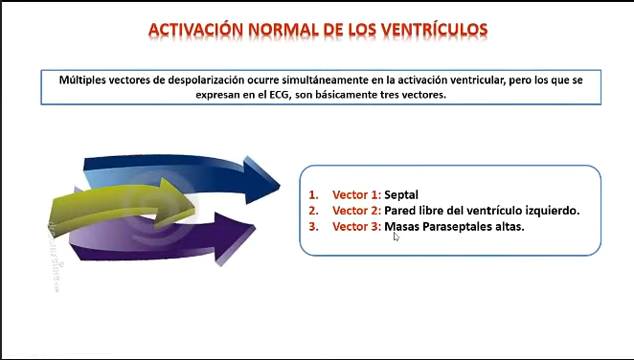 ACTIVACIÓN NORMAL DE LOS VENTRÍCULOS
Múltiples vectores de despolarización ocurre simultáneamente en la activación ventricular, pero los que se
expresan en el ECG, son básicamente tres vectores.
1. Vector 1: Septal
2. Vector 2: Pared libre del ventrículo izquierdo.
3. Vector 3: Masas Paraseptales altas.